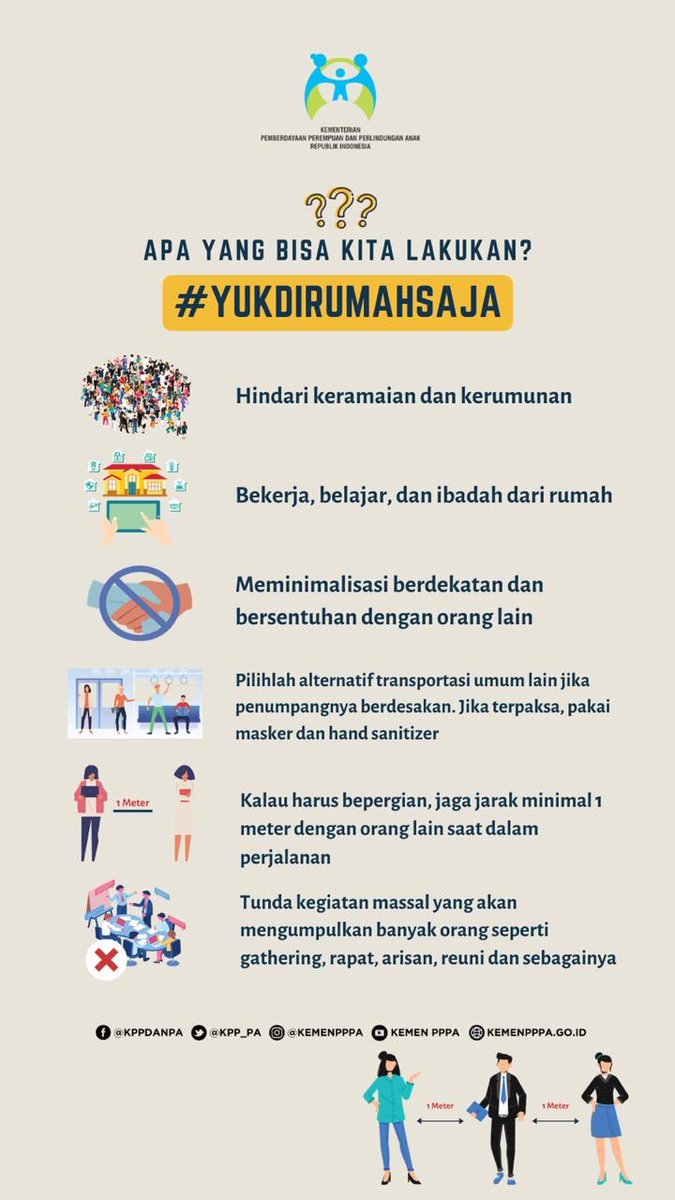 KEMENTERIAN
PEMBERDAYAAN PEREMPUAN DAN PERLINDUNGAN ANAK
REPUBLIK INDONESIA
???
APA YANG BISA KITA LAKUKAN?
#YUKDIRUMAHSAJA
Hindari keramaian dan kerumunan
Bekerja, belajar, dan ibadah dari rumah
Meminimalisasi berdekatan dan
bersentuhan dengan orang lain
Pilihlah alternatif transportasi umum lain jika
penumpangnya berdesakan. Jika terpaksa, pakai
masker dan hand sanitizer
1 Meter
Kalau harus bepergian, jaga jarak minimal 1
meter dengan orang lain saat dalam
perjalanan
Tunda kegiatan massal yang akan
mengumpulkan banyak orang seperti
gathering, rapat, arisan, reuni dan sebagainya
@KPPDANPA @KPP_PA @KEMENPPPA KEMEN PPPA KEMENPPPA.GO.ID
1 Meter 1 Meter